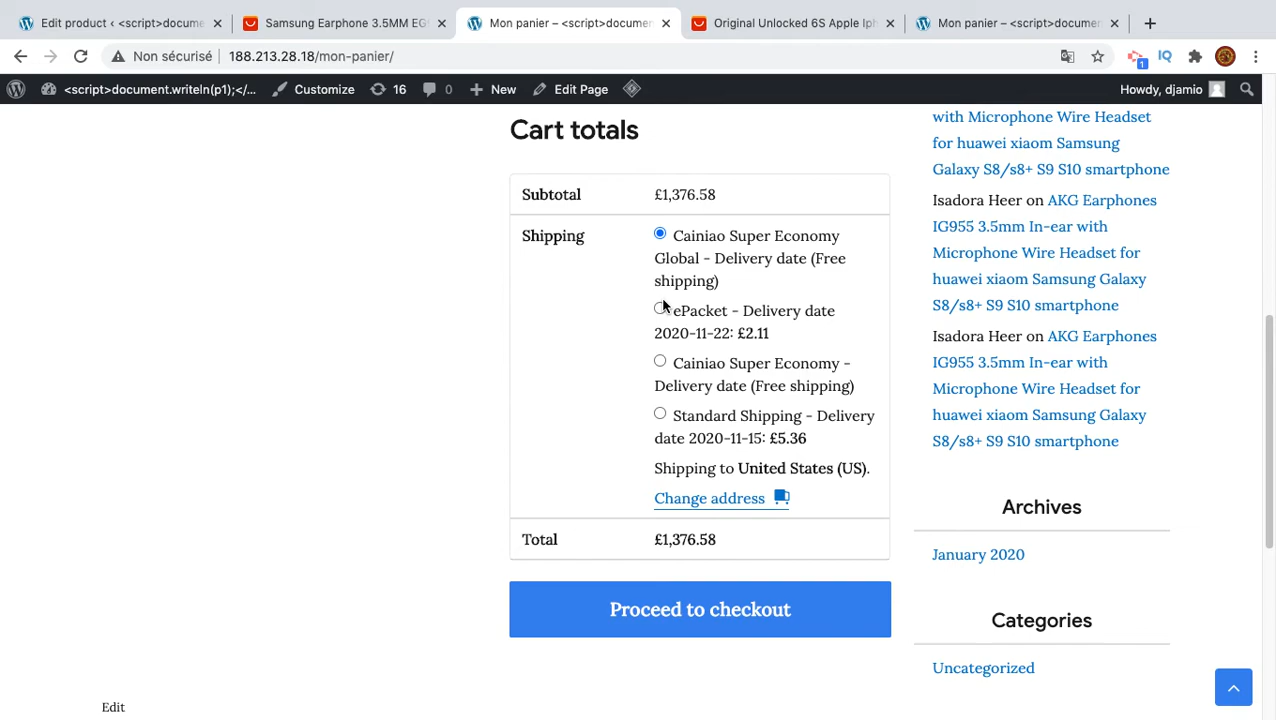 Edit product ‹ <script>docume
Samsung Earphone 3.5MM EG
Mon panier – <script>documen
Original Unlocked 6S Apple Iph
Mon panier – <script>documen
Non sécurisé
188.213.28.18/mon-panier/
1
<script>document.writeln(p1);</...
Customize
16
0
New
Edit Page
Howdy, djamio
Cart totals
Subtotal £1,376.58
Shipping
Cainiao Super Economy
Global - Delivery date (Free
shipping)
ePacket - Delivery date
2020-11-22: £2.11
Cainiao Super Economy -
Delivery date (Free shipping)
Standard Shipping - Delivery
date 2020-11-15: £5.36
Shipping to United States (US).
Change address
Total £1,376.58
Proceed to checkout
Edit
with Microphone Wire Headset
for huawei xiaom Samsung
Galaxy S8/s8+ S9 S10 smartphone
Isadora Heer on AKG Earphones
IG955 3.5mm In-ear with
Microphone Wire Headset for
huawei xiaom Samsung Galaxy
S8/s8+ S9 S10 smartphone
Isadora Heer on AKG Earphones
IG955 3.5mm In-ear with
Microphone Wire Headset for
huawei xiaom Samsung Galaxy
S8/s8+ S9 S10 smartphone
Archives
January 2020
Categories
Uncategorized